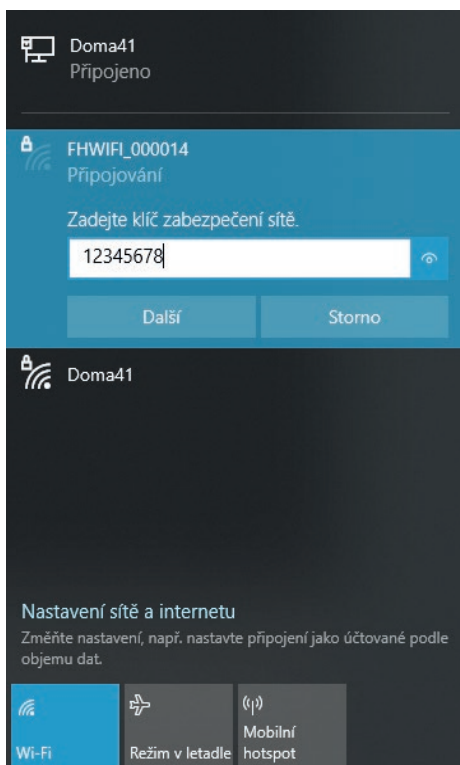 Doma41
Připojeno
FHWIFI_000014
Připojování
Zadejte klíč zabezpečení sítě.
12345678
Další
Storno
Doma41
Nastavení sítě a internetu
Změňte nastavení, např. nastavte připojení jako účtované podle
objemu dat.
Wi-Fi
Režim v letadle
Mobilní
hotspot